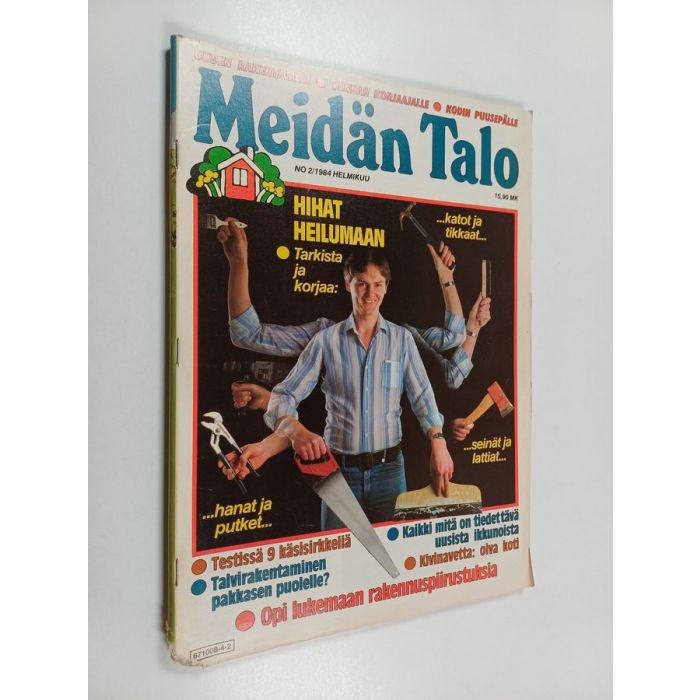 UUDEN RAKENTAJALLE ● VANHAN KORJAAJALLE ● KODIN PUUSEPÄLLE
Meidän Talo
NO 2/1984 HELMIKUU
15,90 MK
HIHAT
HEILUMAAN
● Tarkista
ja
korjaa:
...katot ja
tikkaat...
...seinät ja
lattiat...
...hanat ja
putket...
● Kaikki mitä on tiedettävä
uusista ikkunoista
● Testissä 9 käsisirkkeliä
● Kivinavetta: oiva koti
● Talvirakentaminen
pakkasen puolelle?
● Opi lukemaan rakennuspiirustuksia
671008-4-2